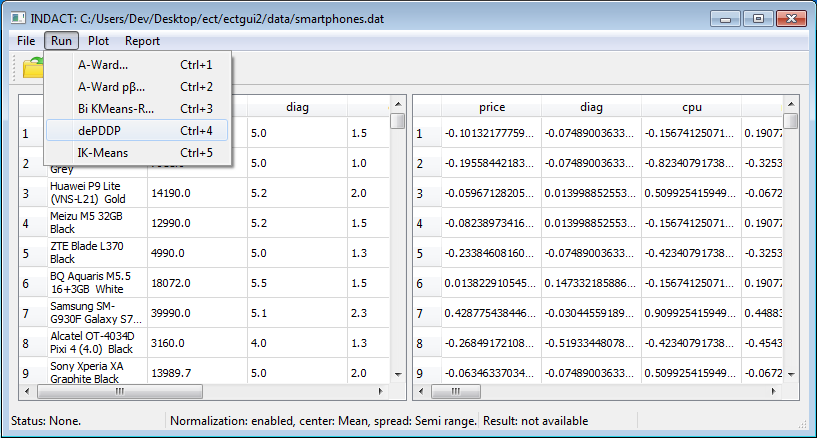 INDACT: C:/Users/Dev/Desktop/ect/ectgui2/data/smartphones.dat
File Run Plot Report
A-Ward... Ctrl+1
A-Ward pβ... Ctrl+2
Bi KMeans-R... Ctrl+3
dePDDP Ctrl+4
IK-Means Ctrl+5
diag
1 5.0 1.5
2
Grey
3 Huawei P9 Lite (VNS-L21) Gold 14190.0 5.2 2.0
4 Meizu M5 32GB Black 12990.0 5.2 1.5
5 ZTE Blade L370 Black 4990.0 5.0 1.3
6 BQ Aquaris M5.5 16+3GB White 18072.0 5.5 1.5
7 Samsung SM-G930F Galaxy S7... 39990.0 5.1 2.3
8 Alcatel OT-4034D Pixi 4 (4.0) Black 3160.0 4.0 1.3
9 Sony Xperia XA Graphite Black 13989.7 5.0 2.0
price diag cpu
1 -0.10132177759... -0.07489003633... -0.15674125071... 0.19077
2 -0.19558442183... -0.07489003633... -0.82340791738... -0.3253
3 -0.05967128205... 0.013998852553... 0.509925415949... -0.0672
4 -0.08238973416... 0.013998852553... -0.15674125071... 0.19077
5 -0.23384608160... -0.07489003633... -0.42340791738... -0.3253
6 0.013822910545... 0.147332185886... -0.15674125071... 0.19077
7 0.428775438446... -0.03044559189... 0.909925415949... 0.44883
8 -0.26849172108... -0.51933448078... -0.42340791738... -0.4543
9 -0.06346337034... -0.07489003633... 0.509925415949... -0.0672
Status: None. Normalization: enabled, center: Mean, spread: Semi range. Result: not available